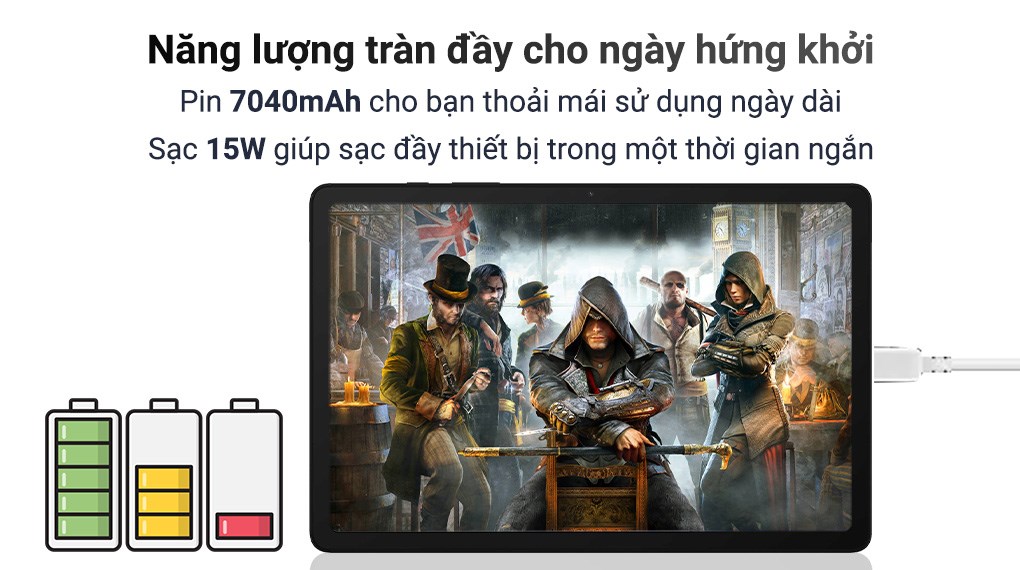 Năng lượng tràn đầy cho ngày hứng khởi
Pin 7040mAh cho bạn thoải mái sử dụng ngày dài
Sạc 15W giúp sạc đầy thiết bị trong một thời gian ngắn